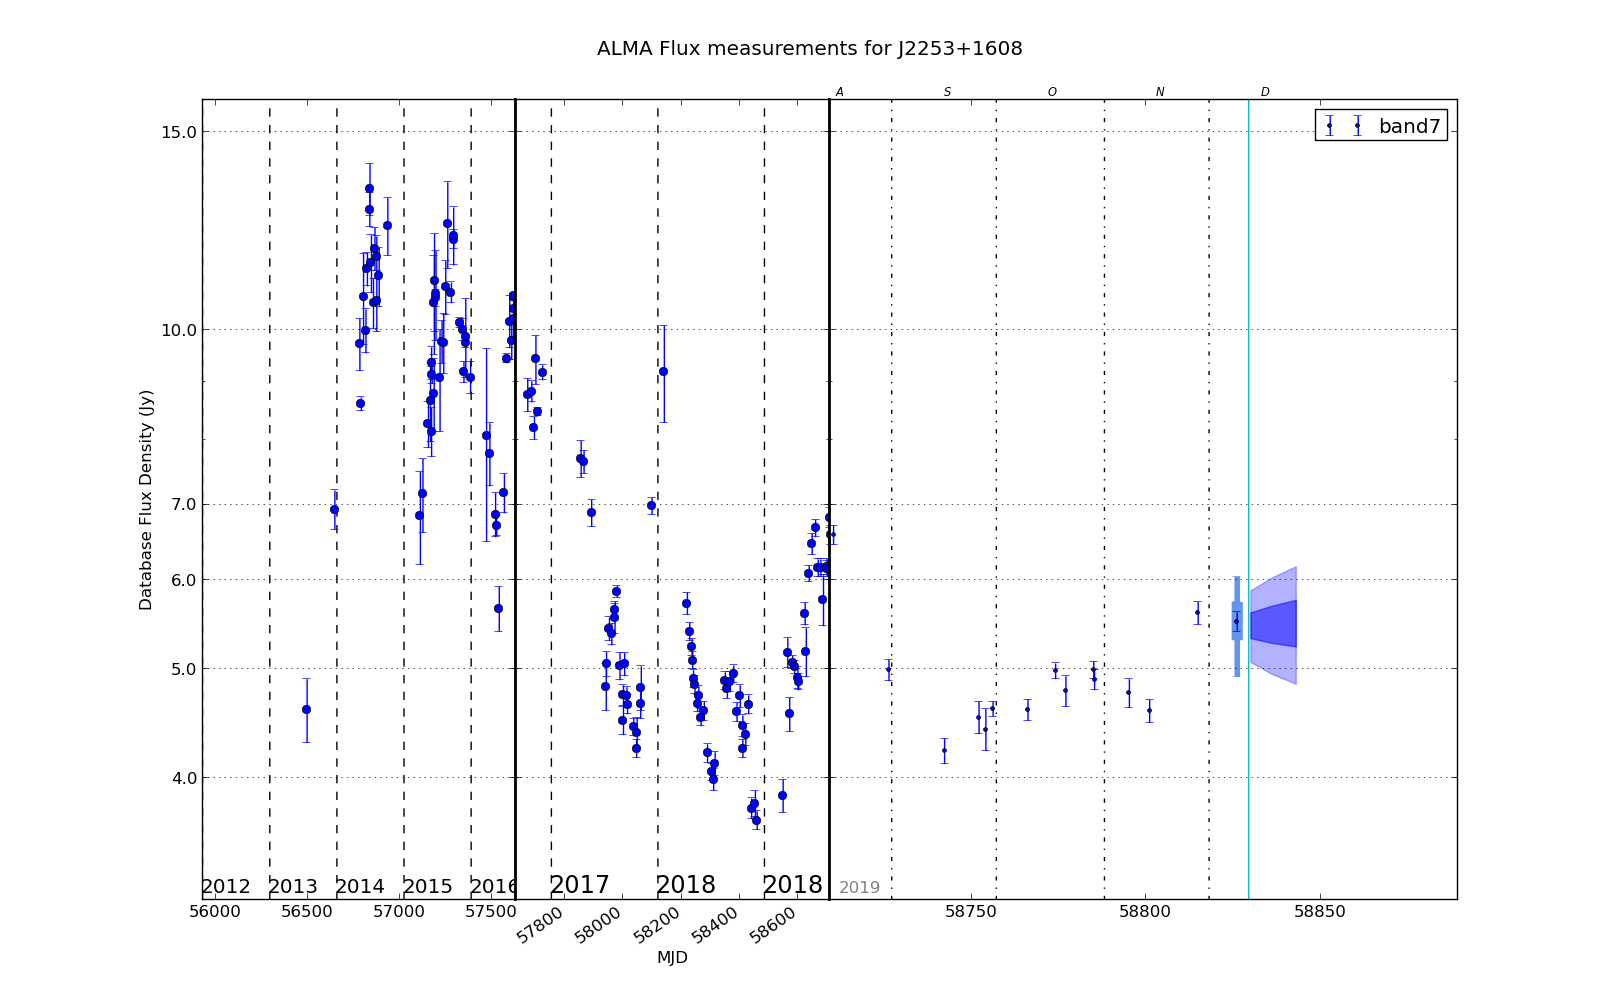 ALMA Flux measurements for J2253+1608
A S O N D
band7
15.0
10.0
7.0
6.0
5.0
4.0
Database Flux Density (Jy)
2012 2013 2014 2015 2016 2017 2018 2018 2019
56000 56500 57000 57500 57800 58000 58200 58400 58600 58750 58800 58850
MJD